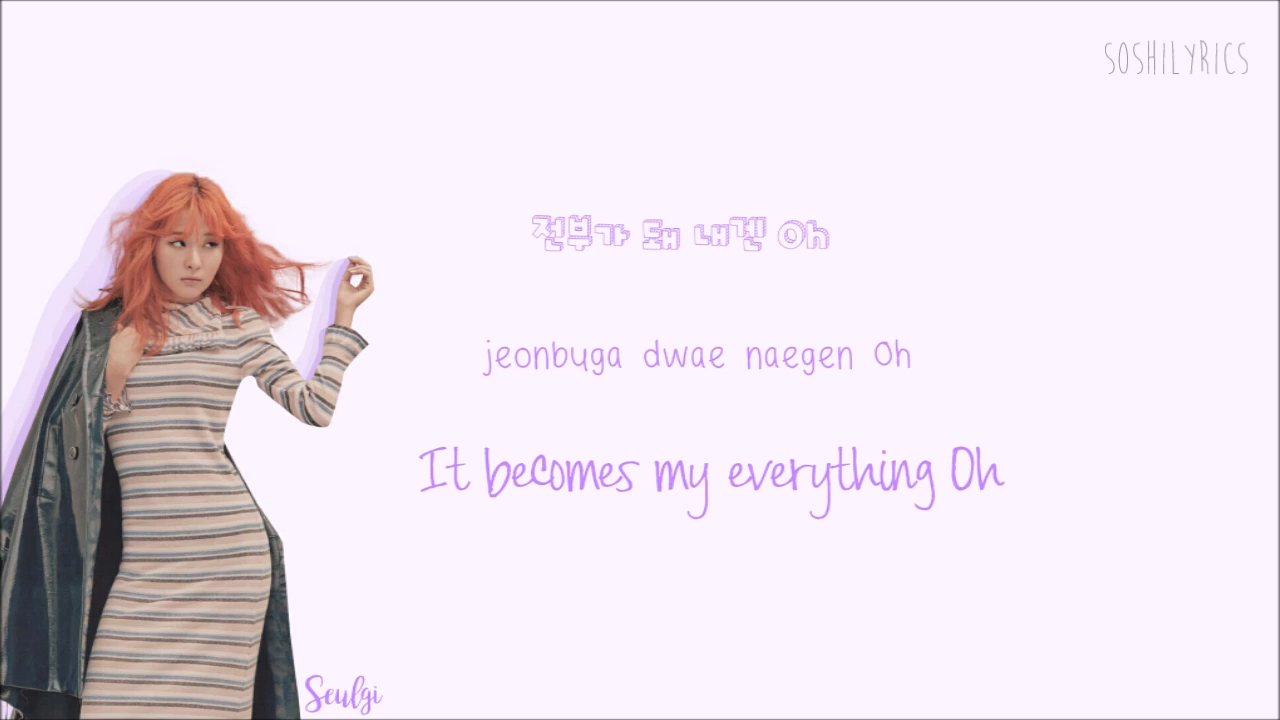 SOSHILYRICS
전부가 돼 내겐 Oh
jeonbuga dwae naegen Oh
It becomes my everything Oh
Seulgi